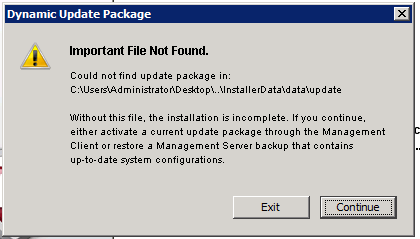 Dynamic Update Package
Important File Not Found.
Could not find update package in:
C:\Users\Administrator\Desktop\..\InstallerData\data\update
Without this file, the installation is incomplete. If you continue,
either activate a current update package through the Management
Client or restore a Management Server backup that contains
up-to-date system configurations.
Exit
Continue